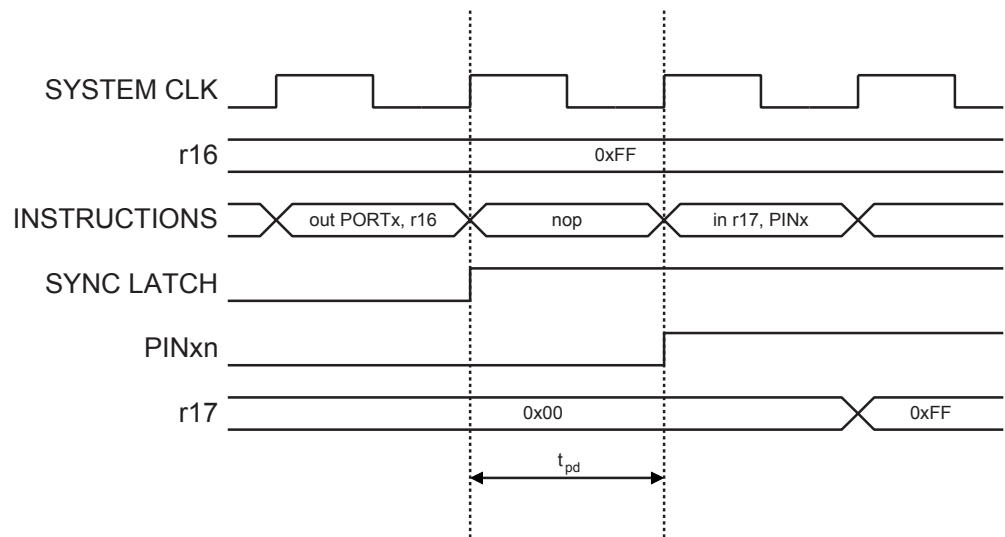 SYSTEM CLK
r16
0xFF
INSTRUCTIONS
out PORTx, r16
nop
in r17, PINx
SYNC LATCH
PINxn
r17
0x00
0xFF
tpd